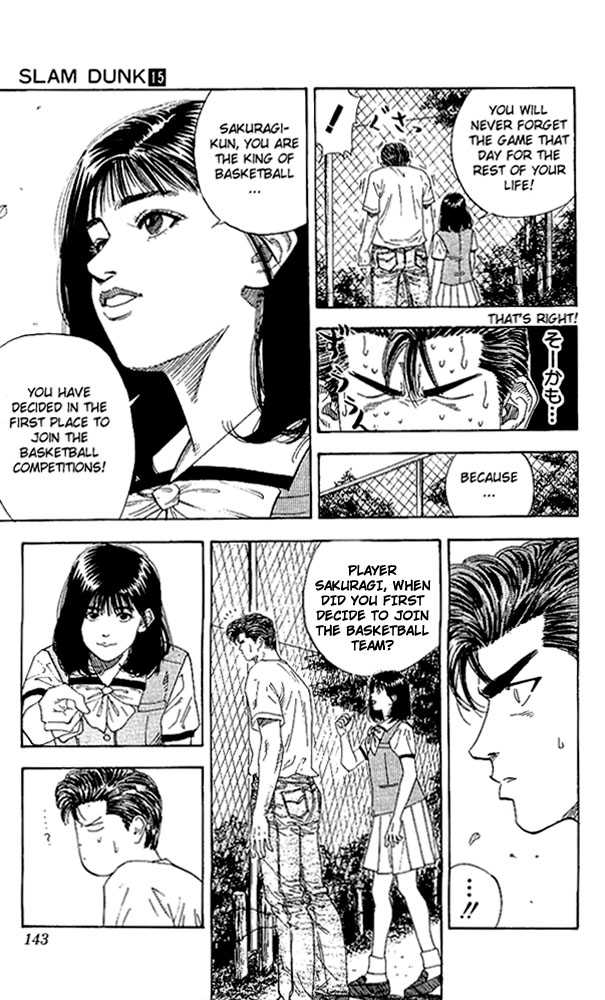 SLAM DUNK 15
YOU WILL
NEVER FORGET
THE GAME THAT
DAY FOR THE
REST OF YOUR
LIFE!
ぐさっ
!
SAKURAGI-
KUN, YOU ARE
THE KING OF
BASKETBALL
...
YOU HAVE
DECIDED IN THE
FIRST PLACE TO
JOIN THE
BASKETBALL
COMPETITIONS!
THAT'S RIGHT!
そーかも…
BECAUSE
...
…!!
PLAYER
SAKURAGI, WHEN
DID YOU FIRST
DECIDE TO JOIN
THE BASKETBALL
TEAM?
……?
143